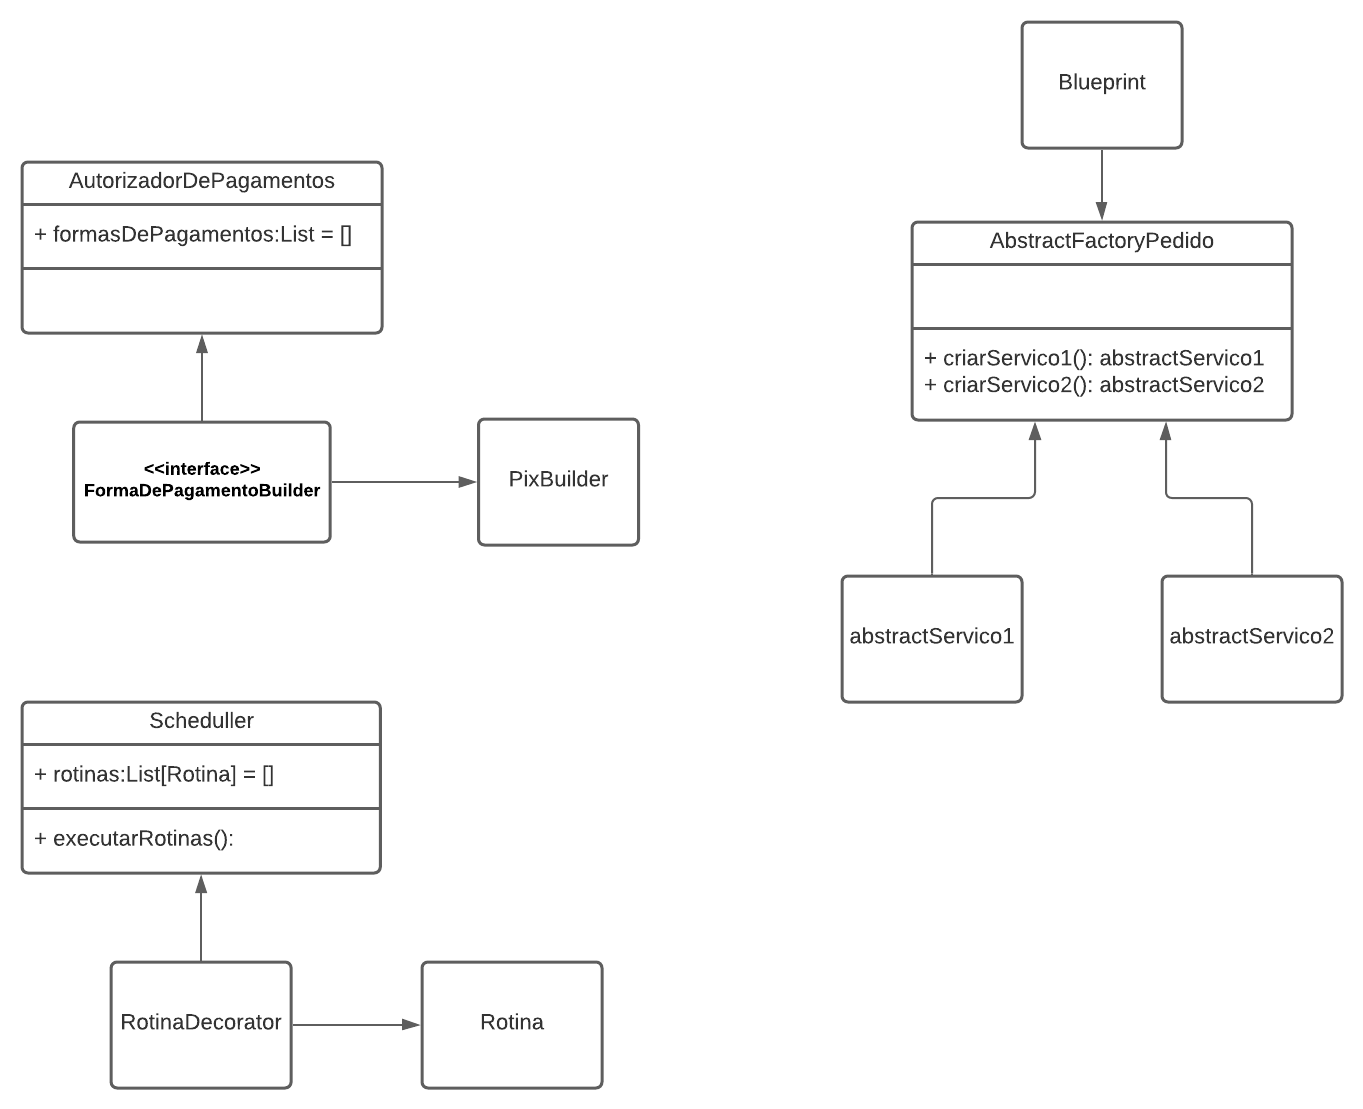 Blueprint
AutorizadorDePagamentos
+ formasDePagamentos:List = []
AbstractFactoryPedido
+ criarServico1(): abstractServico1
+ criarServico2(): abstractServico2
<<interface>>
FormaDePagamentoBuilder
PixBuilder
abstractServico1
abstractServico2
Scheduller
+ rotinas:List[Rotina] = []
+ executarRotinas():
RotinaDecorator
Rotina